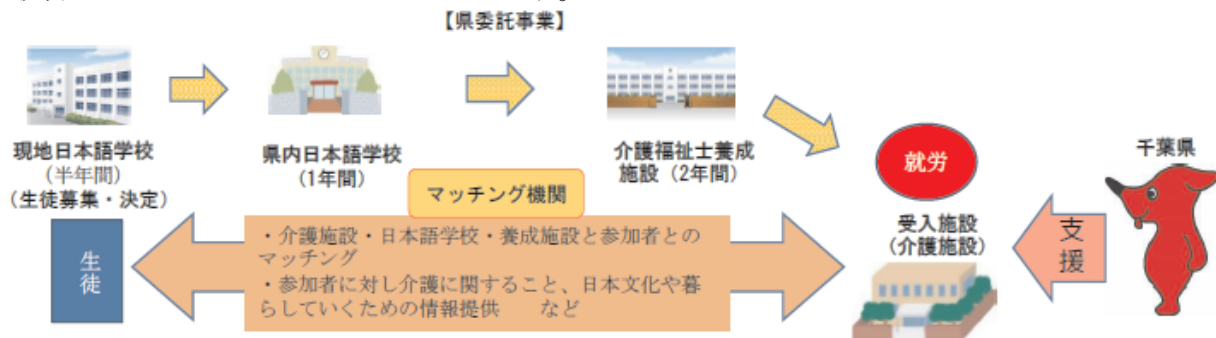 【県委託事業】
現地日本語学校
(半年間)
(生徒募集・決定)
県内日本語学校
(1年間)
介護福祉士養成
施設(2年間)
就労
千葉県
マッチング機関
生徒
・介護施設・日本語学校・養成施設と参加者との
マッチング
・参加者に対し介護に関すること、日本文化や暮
らしていくための情報提供　など
受入施設
(介護施設)
支援